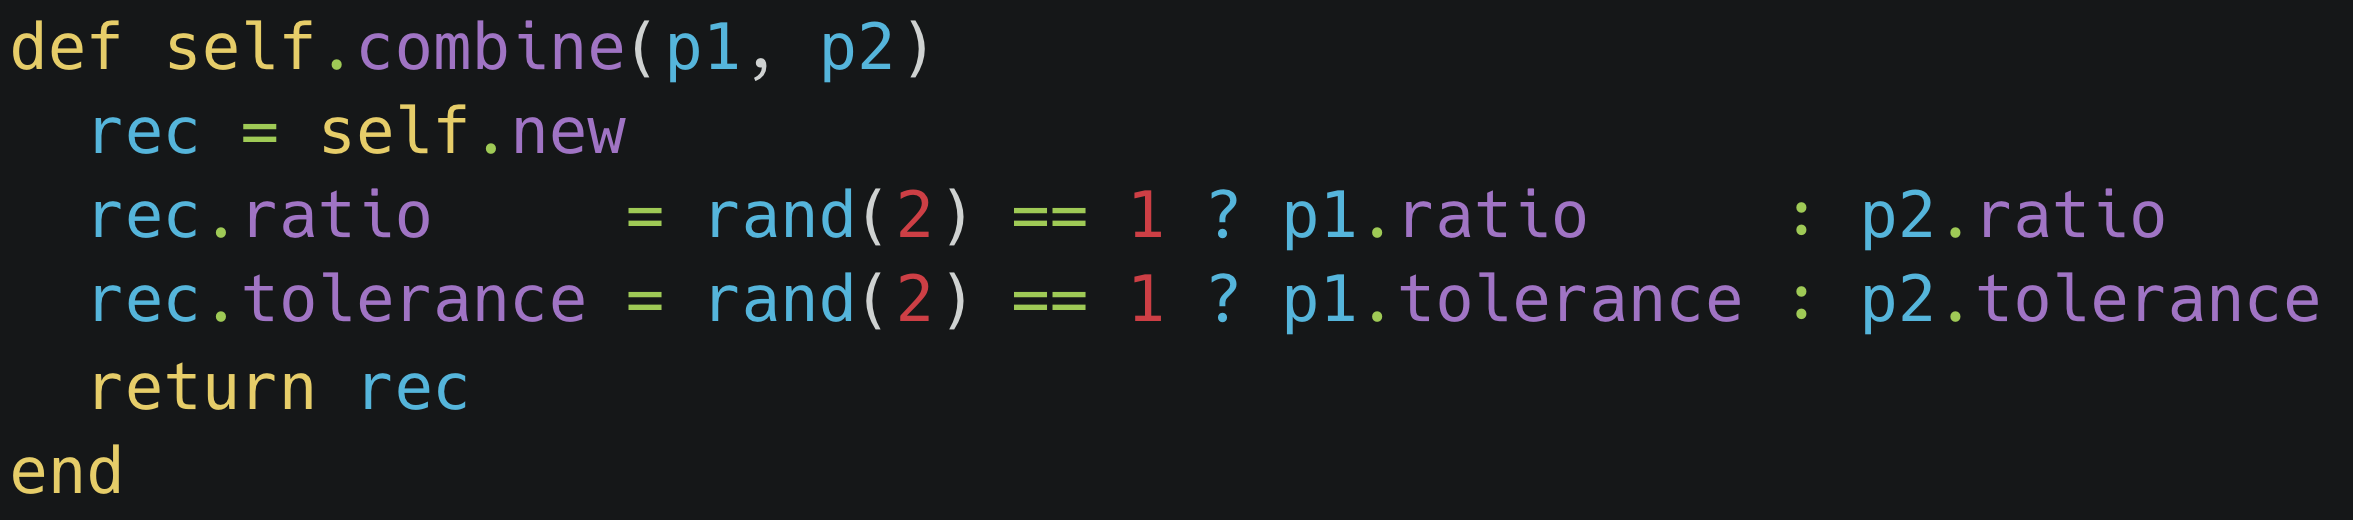 def self.combine(p1, p2)
  rec = self.new
  rec.ratio     = rand(2) == 1 ? p1.ratio     : p2.ratio
  rec.tolerance = rand(2) == 1 ? p1.tolerance : p2.tolerance
  return rec
end